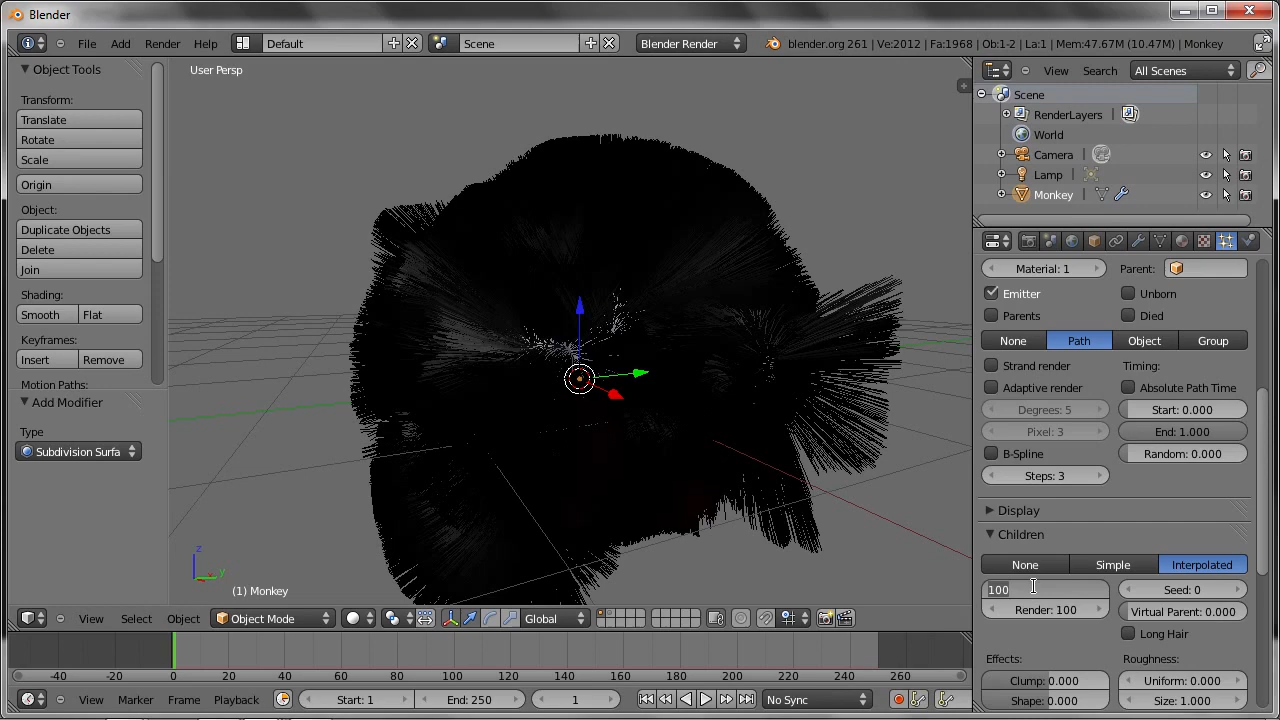 Blender
File Add Render Help Default Scene Blender Render blender.org 261 | Ve:2012 | Fa:1968 | Ob:1-2 | La:1 | Mem:47.67M (10.47M) | Monkey
Object Tools
Transform:
Translate
Rotate
Scale
Origin
Object:
Duplicate Objects
Delete
Join
Shading:
Smooth Flat
Keyframes:
Insert Remove
Motion Paths:
Add Modifier
Type
Subdivision Surfa
User Persp
z
y
(1) Monkey
View Select Object Object Mode Global
-40 -20 0 20 40 60 80 100 120 140 160 180 200 220 240 260
View Marker Frame Playback Start: 1 End: 250 1 No Sync
View Search All Scenes
Scene
RenderLayers
World
Camera
Lamp
Monkey
Material: 1 Parent:
Emitter Unborn
Parents Died
None Path Object Group
Strand render Timing:
Adaptive render Absolute Path Time
Degrees: 5 Start: 0.000
Pixel: 3 End: 1.000
B-Spline Random: 0.000
Steps: 3
Display
Children
None Simple Interpolated
100 Seed: 0
Render: 100 Virtual Parent: 0.000
Long Hair
Effects: Roughness:
Clump: 0.000 Uniform: 0.000
Shape: 0.000 Size: 1.000